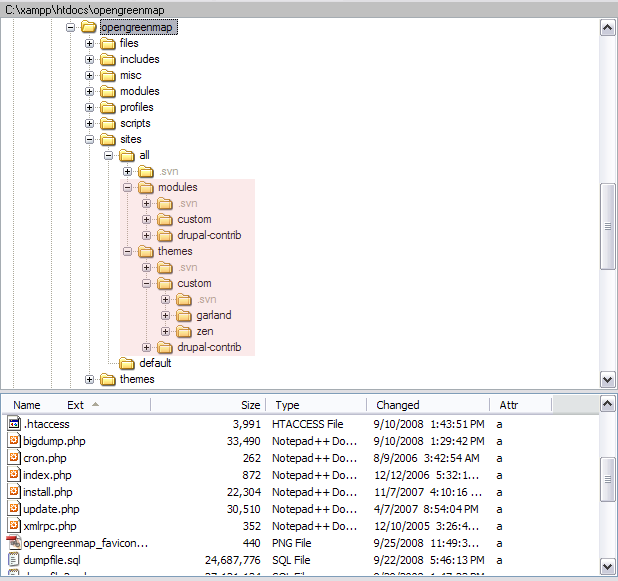 C:\xampp\htdocs\opengreenmap
opengreenmap
files
includes
misc
modules
profiles
scripts
sites
all
.svn
modules
.svn
custom
drupal-contrib
themes
.svn
custom
.svn
garland
zen
drupal-contrib
default
themes
Name Ext Size Type Changed Attr
.htaccess 3,991 HTACCESS File 9/10/2008 1:43:51 PM a
bigdump.php 33,490 Notepad++ Do... 9/10/2008 1:29:42 PM a
cron.php 262 Notepad++ Do... 8/9/2006 3:42:54 AM a
index.php 872 Notepad++ Do... 12/12/2006 5:32:1... a
install.php 22,304 Notepad++ Do... 11/7/2007 4:10:16 ... a
update.php 30,510 Notepad++ Do... 4/7/2007 8:54:04 PM a
xmlrpc.php 352 Notepad++ Do... 12/10/2005 3:26:4... a
opengreenmap_favicon... 440 PNG File 9/25/2008 11:49:3... a
dumpfile.sql 24,687,776 SQL File 9/22/2008 5:46:13 PM a